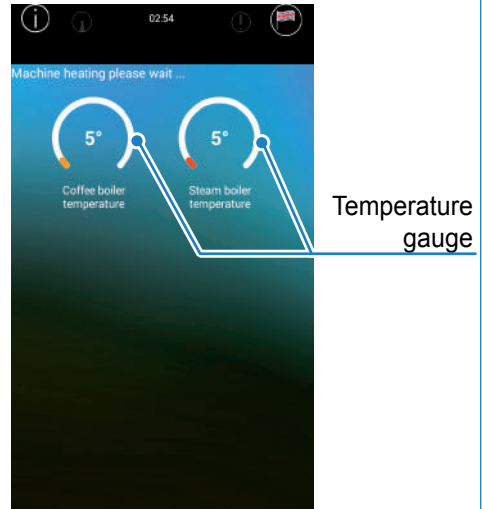 02:54
Machine heating please wait ...
5°
5°
Coffee boiler
temperature
Steam boiler
temperature
Temperature
gauge